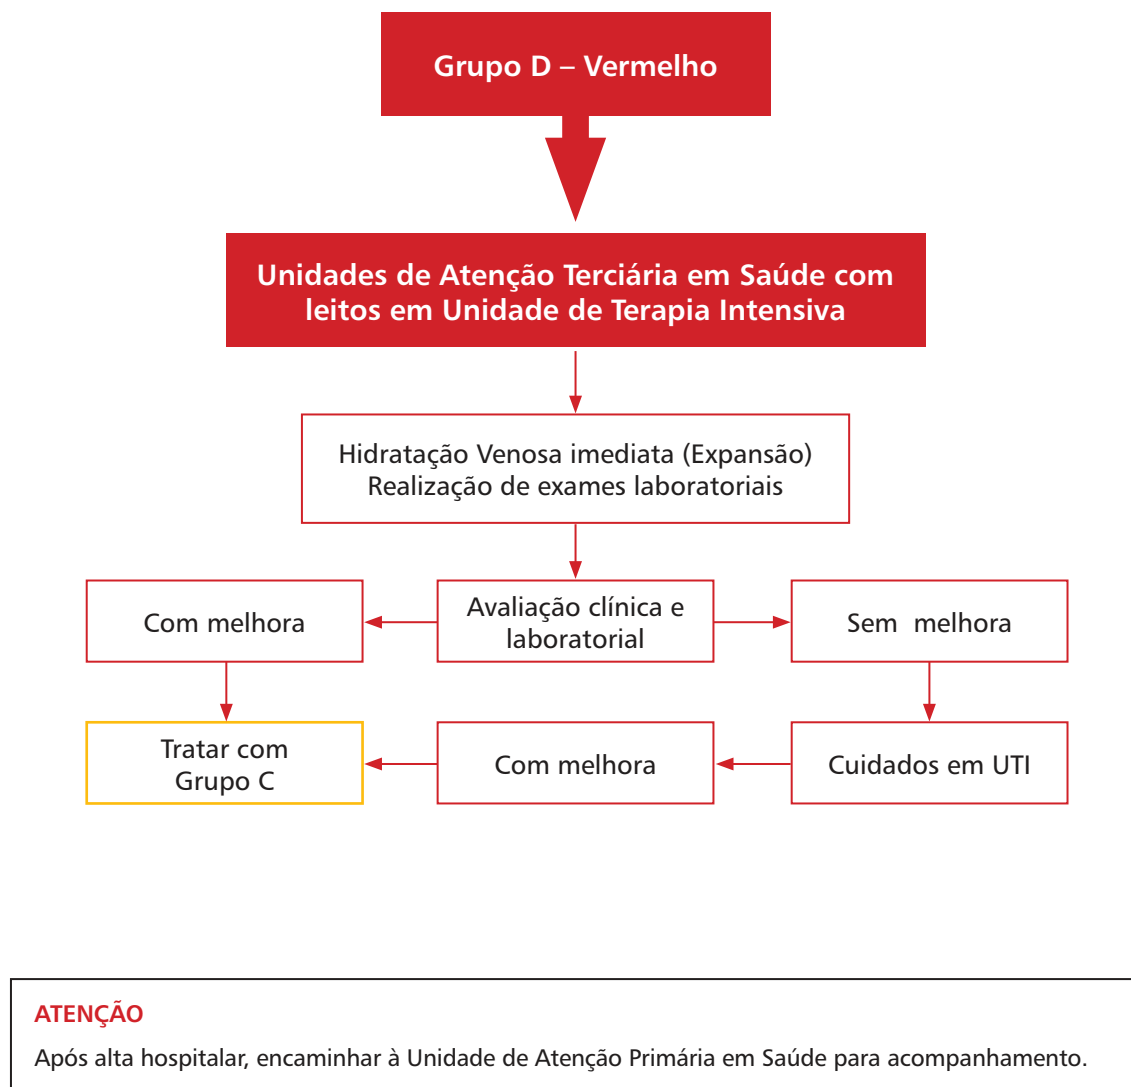 Grupo D – Vermelho
Unidades de Atenção Terciária em Saúde com
leitos em Unidade de Terapia Intensiva
Hidratação Venosa imediata (Expansão)
Realização de exames laboratoriais
Com melhora
Avaliação clínica e
laboratorial
Sem melhora
Tratar com
Grupo C
Com melhora
Cuidados em UTI
ATENÇÃO
Após alta hospitalar, encaminhar à Unidade de Atenção Primária em Saúde para acompanhamento.